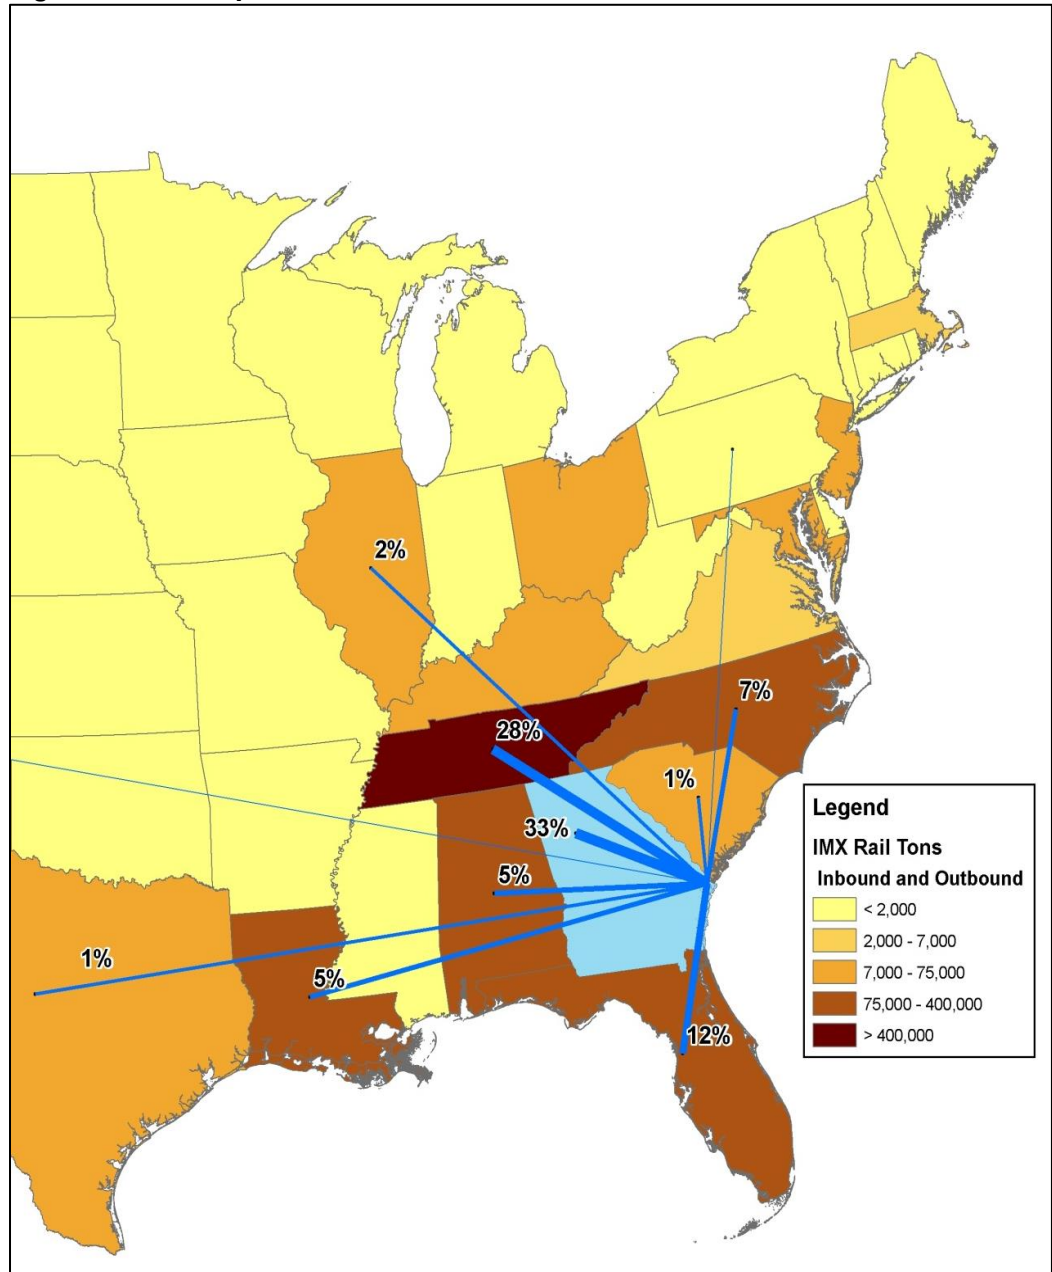 2%
7%
28%
1%
33%
5%
1%
5%
12%
Legend
IMX Rail Tons
Inbound and Outbound
< 2,000
2,000 - 7,000
7,000 - 75,000
75,000 - 400,000
> 400,000